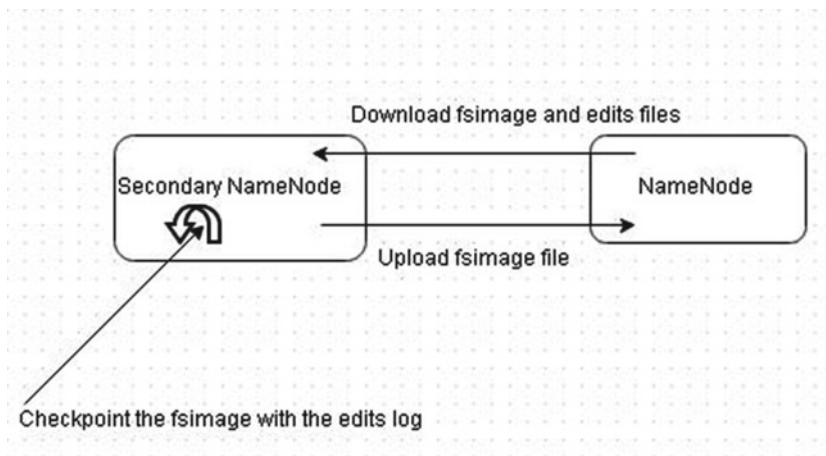 Download fsimage and edits files
Secondary NameNode
NameNode
Upload fsimage file
Checkpoint the fsimage with the edits log